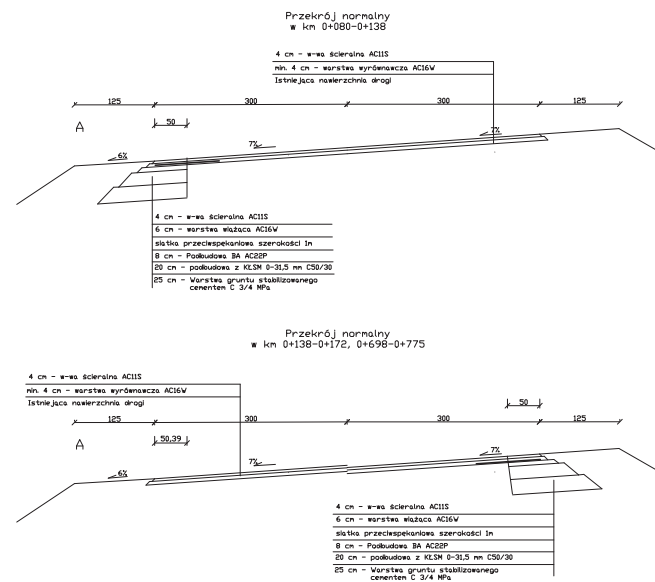 Przekrój normalny
w km 0+080-0+138
4 cm - w-wa ścieralna AC11S
min. 4 cm - warstwa wyrównawcza AC16W
Istniejąca nawierzchnia drogi
125 300 300 125
A
50
7%
7%
6%
4 cm - w-wa ścieralna AC11S
6 cm - warstwa wiążąca AC16W
siatka przeciwspękaniowa szerokości 1m
8 cm - Podbudowa BA AC22P
20 cm - podbudowa z KŁSM 0-31,5 mm C50/30
25 cm - Warstwa gruntu stabilizowanego
cementem C 3/4 MPa
Przekrój normalny
w km 0+138-0+172, 0+698-0+775
4 cm - w-wa ścieralna AC11S
min. 4 cm - warstwa wyrównawcza AC16W
Istniejąca nawierzchnia drogi
50
125 300 300 125
A
50,39
7%
7%
6%
4 cm - w-wa ścieralna AC11S
6 cm - warstwa wiążąca AC16W
siatka przeciwspękaniowa szerokości 1m
8 cm - Podbudowa BA AC22P
20 cm - podbudowa z KŁSM 0-31,5 mm C50/30
25 cm - Warstwa gruntu stabilizowanego
cementem C 3/4 MPa